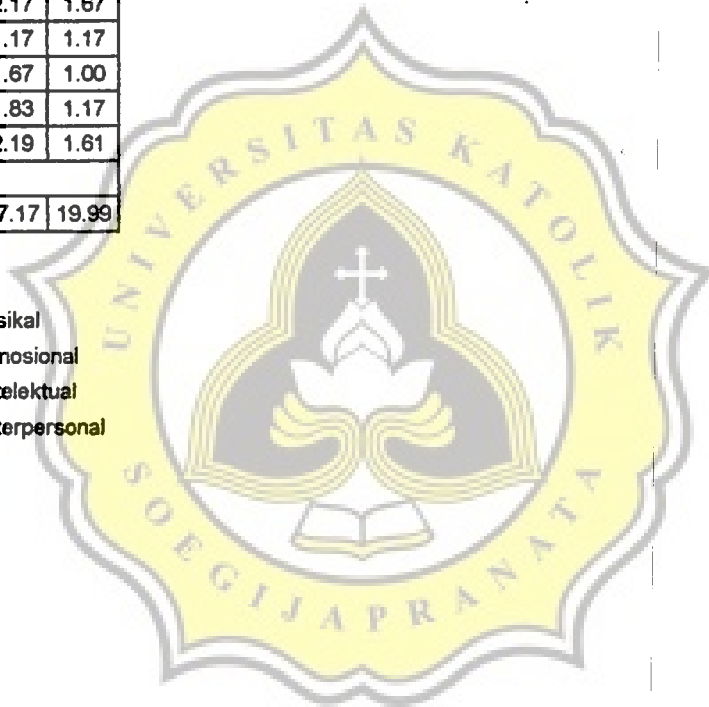 2.17 1.67
.17 1.17
.67 1.00
.83 1.17
2.19 1.61
7.17 19.99
sikal
mosional
telektual
terpersonal
UNIVERSITAS KATOLIK
SOEGIJAPRANATA